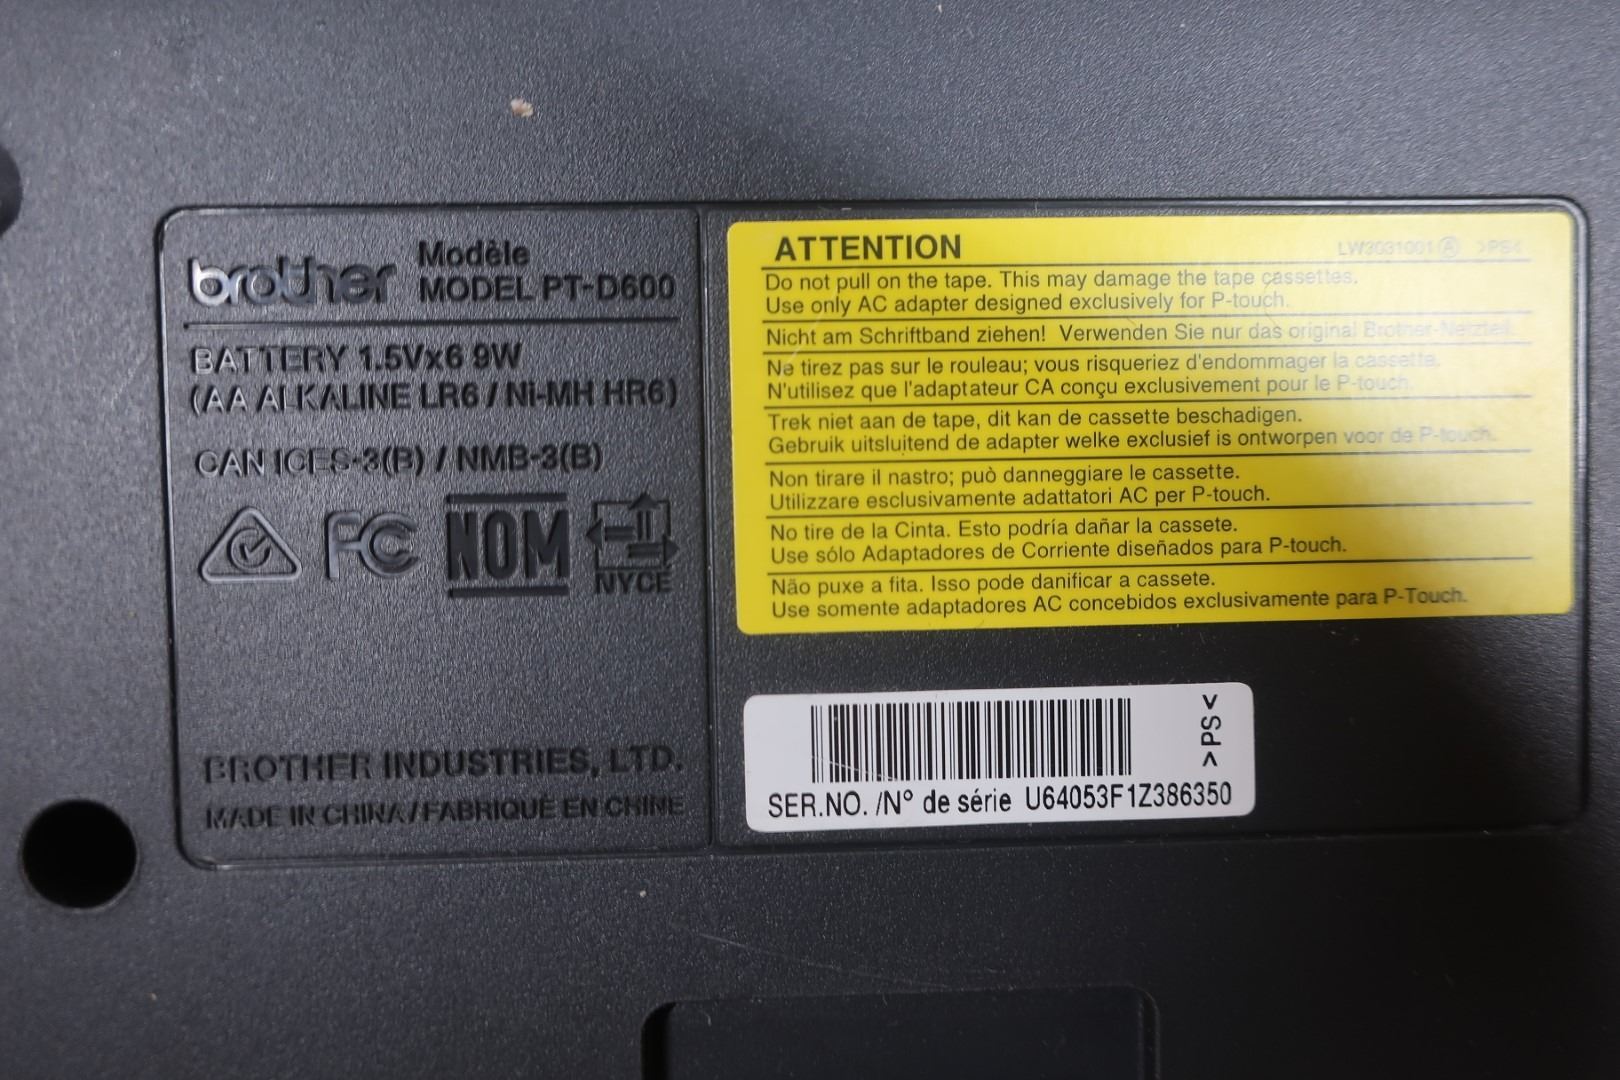 brother
Modèle
MODEL PT-D600
BATTERY 1.5Vx6 9W
(AA ALKALINE LR6 / Ni-MH HR6)
CAN ICES-3(B) / NMB-3(B)
FC
NOM
NYCE
BROTHER INDUSTRIES, LTD.
MADE IN CHINA/FABRIQUÉ EN CHINE
ATTENTION
LW3031001 Ⓐ >PS<
Do not pull on the tape. This may damage the tape cassettes.
Use only AC adapter designed exclusively for P-touch.
Nicht am Schriftband ziehen! Verwenden Sie nur das original Brother-Netzteil.
Ne tirez pas sur le rouleau; vous risqueriez d'endommager la cassette.
N'utilisez que l'adaptateur CA conçu exclusivement pour le P-touch.
Trek niet aan de tape, dit kan de cassette beschadigen.
Gebruik uitsluitend de adapter welke exclusief is ontworpen voor de P-touch.
Non tirare il nastro; può danneggiare le cassette.
Utilizzare esclusivamente adattatori AC per P-touch.
No tire de la Cinta. Esto podría dañar la cassete.
Use sólo Adaptadores de Corriente diseñados para P-touch.
Não puxe a fita. Isso pode danificar a cassete.
Use somente adaptadores AC concebidos exclusivamente para P-Touch.
>PS<
SER.NO. /N° de série U64053F1Z386350